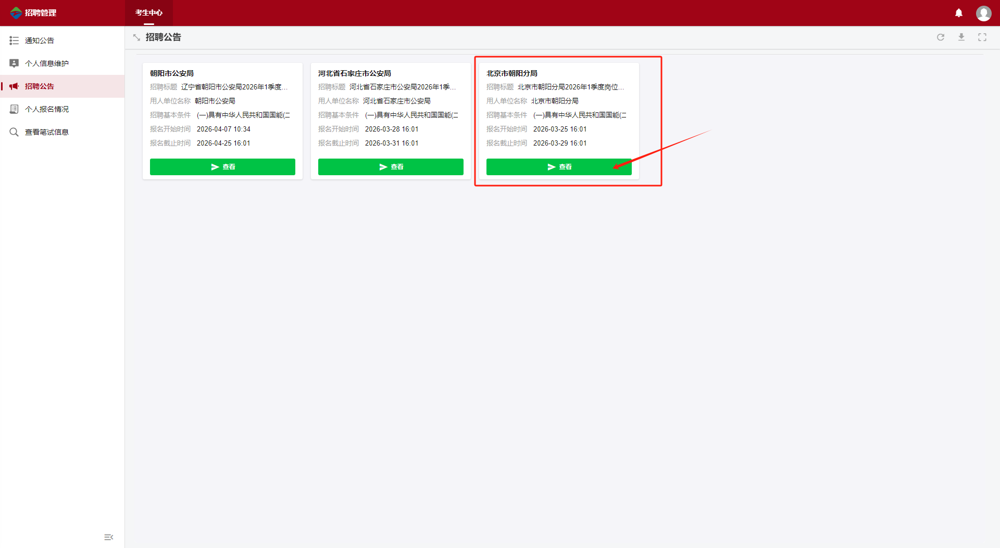 招聘管理
考生中心
通知公告
个人信息维护
招聘公告
个人报名情况
查看笔试信息
招聘公告
朝阳市公安局
招聘标题 辽宁省朝阳市公安局2026年1季度...
用人单位名称 朝阳市公安局
招聘基本条件 (一)具有中华人民共和国国能(二
报名开始时间 2026-04-07 10:34
报名截止时间 2026-04-25 16:01
查看
河北省石家庄市公安局
招聘标题 河北省石家庄市公安局2026年1季...
用人单位名称 河北省石家庄市公安局
招聘基本条件 (一)具有中华人民共和国国能(二
报名开始时间 2026-03-28 16:01
报名截止时间 2026-03-31 16:01
查看
北京市朝阳分局
招聘标题 北京市朝阳分局2026年1季度岗位...
用人单位名称 北京市朝阳分局
招聘基本条件 (一)具有中华人民共和国国能(二
报名开始时间 2026-03-25 16:01
报名截止时间 2026-03-29 16:01
查看